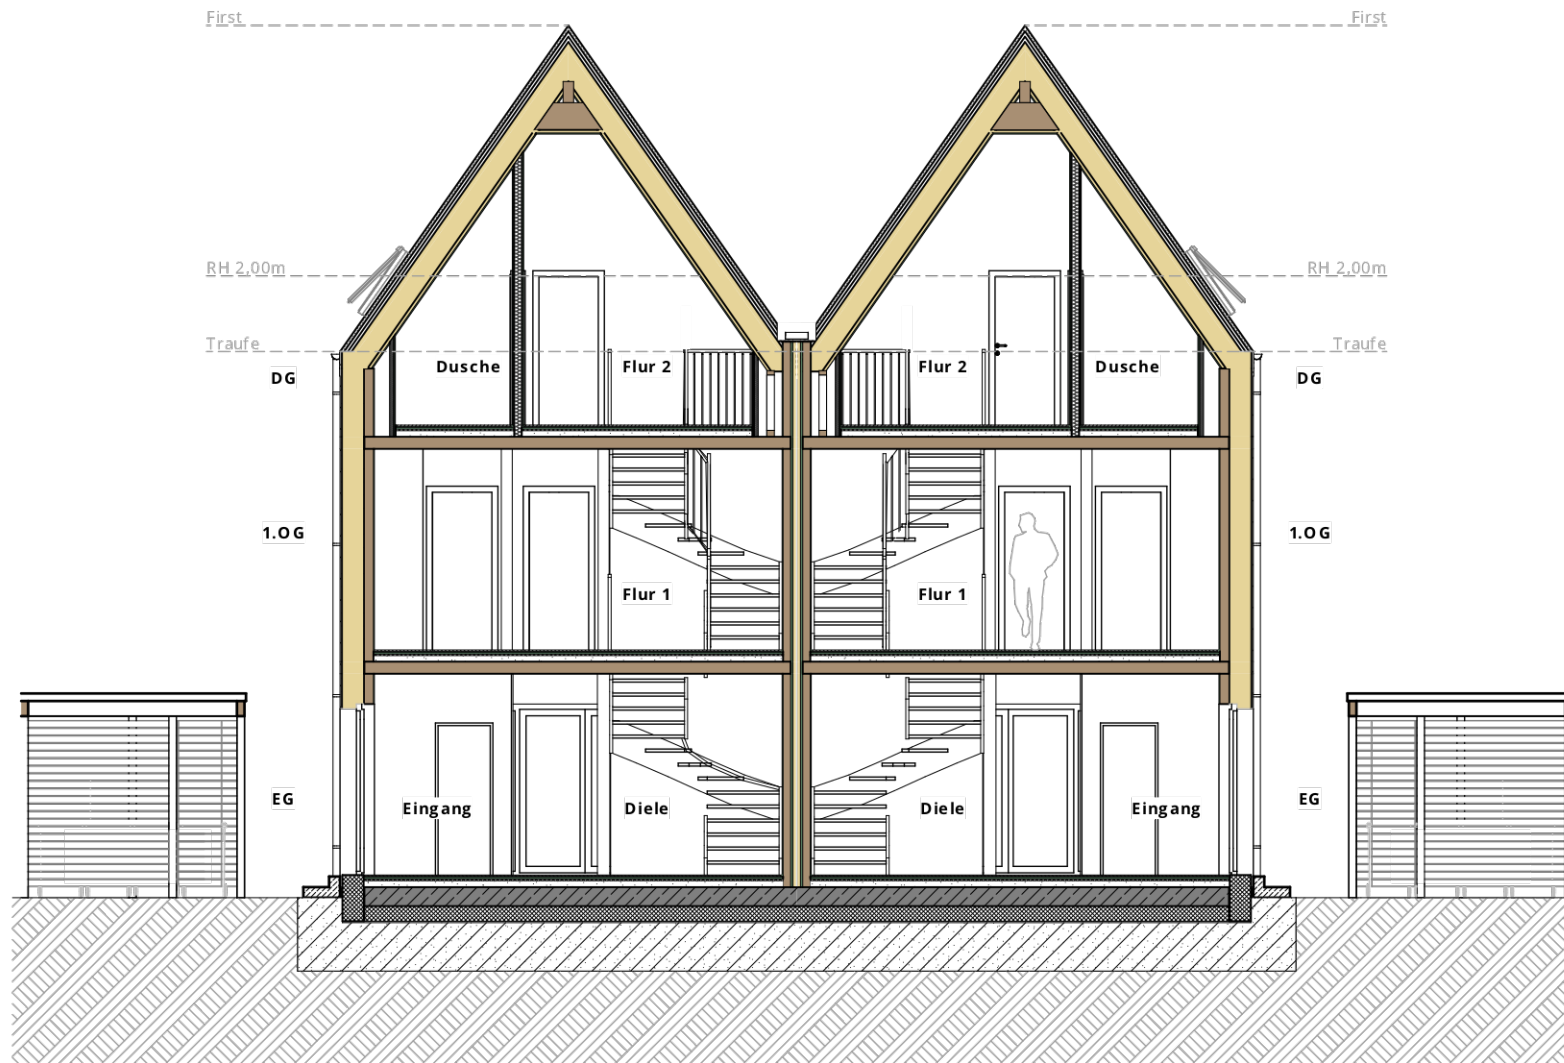 First First
RH 2,00m RH 2,00m
Traufe Traufe
DG Dusche Flur 2 Flur 2 Dusche DG
1.OG 1.OG
Flur 1 Flur 1
EG Eingang Diele Diele Eingang EG